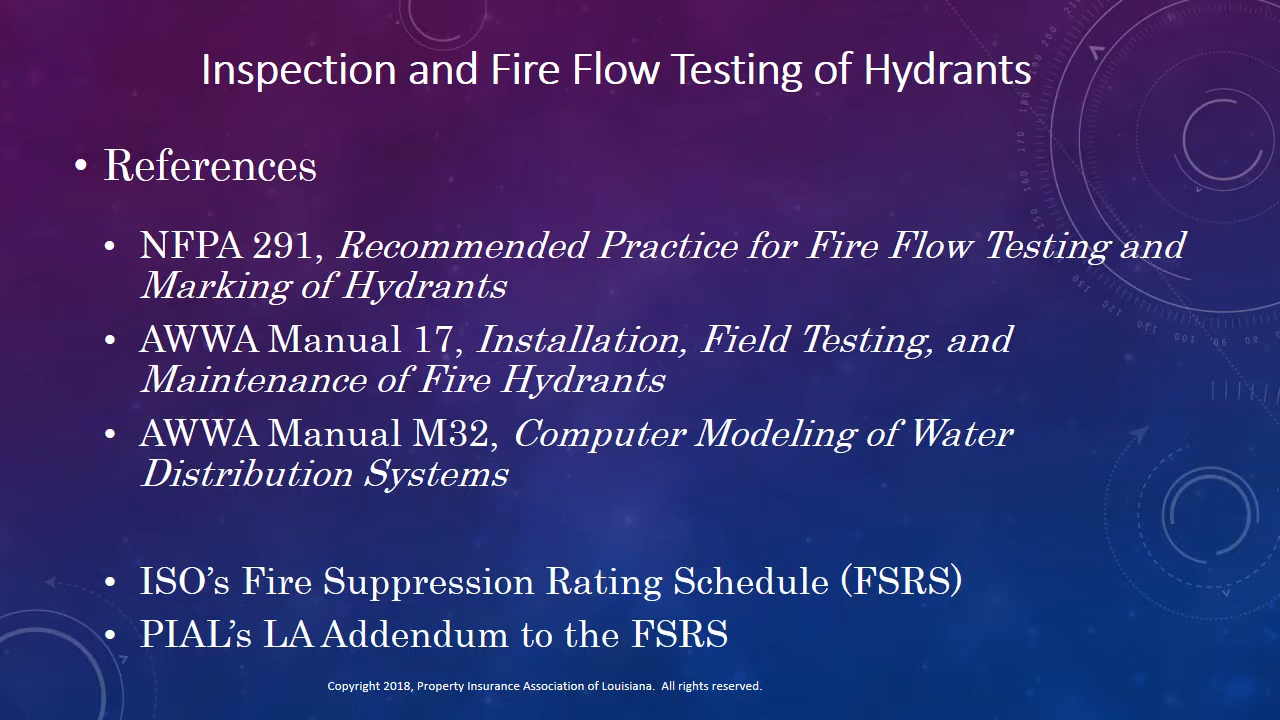 Inspection and Fire Flow Testing of Hydrants
• References
• NFPA 291, Recommended Practice for Fire Flow Testing and
Marking of Hydrants
• AWWA Manual 17, Installation, Field Testing, and
Maintenance of Fire Hydrants
• AWWA Manual M32, Computer Modeling of Water
Distribution Systems
• ISO's Fire Suppression Rating Schedule (FSRS)
• PIAL's LA Addendum to the FSRS
Copyright 2018, Property Insurance Association of Louisiana. All rights reserved.